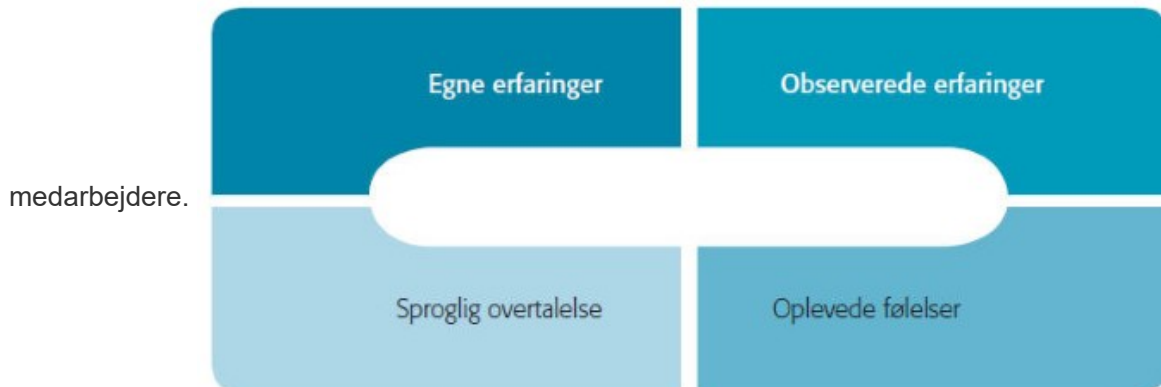 Egne erfaringer
Observerede erfaringer
medarbejdere.
Sproglig overtalelse
Oplevede følelser